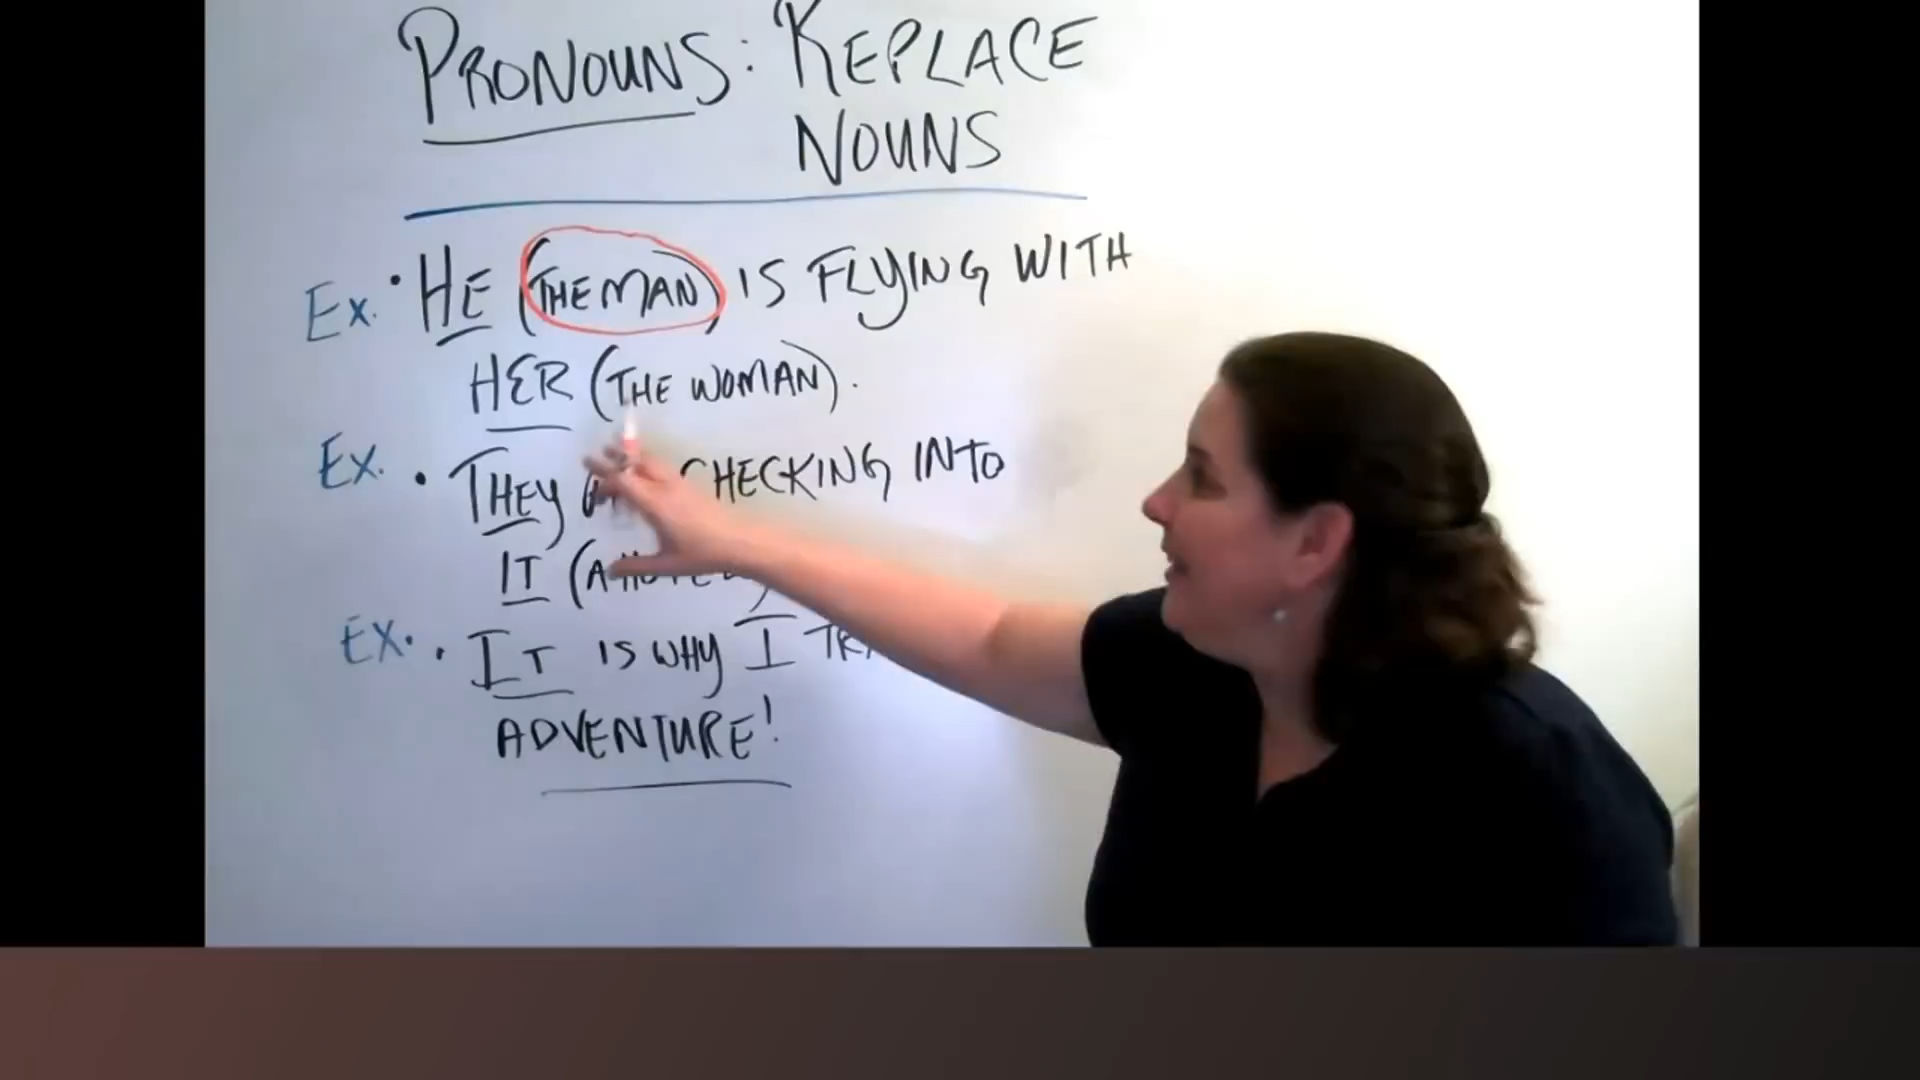 PRONOUNS: REPLACE
NOUNS
Ex. • HE (THE MAN) IS FLYING WITH
HER (THE WOMAN).
Ex. • THEY CHECKING INTO
IT (A
EX. • IT IS WHY I
ADVENTURE!